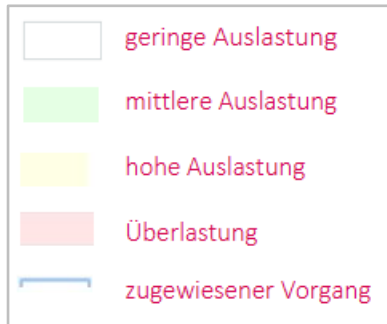 geringe Auslastung
mittlere Auslastung
hohe Auslastung
Überlastung
zugewiesener Vorgang